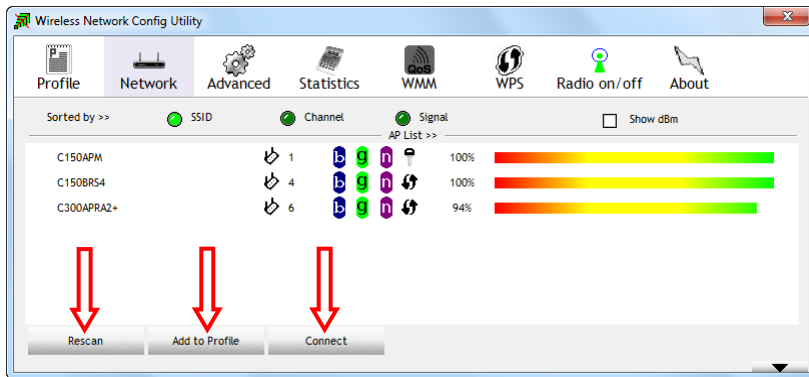 Wireless Network Config Utility
Profile Network Advanced Statistics WMM WPS Radio on/off About
Sorted by >> SSID Channel Signal Show dBm
AP List >>
C150APM 1 b g n 100%
C150BRS4 4 b g n 100%
C300APRA2+ 6 b g n 94%
Rescan Add to Profile Connect